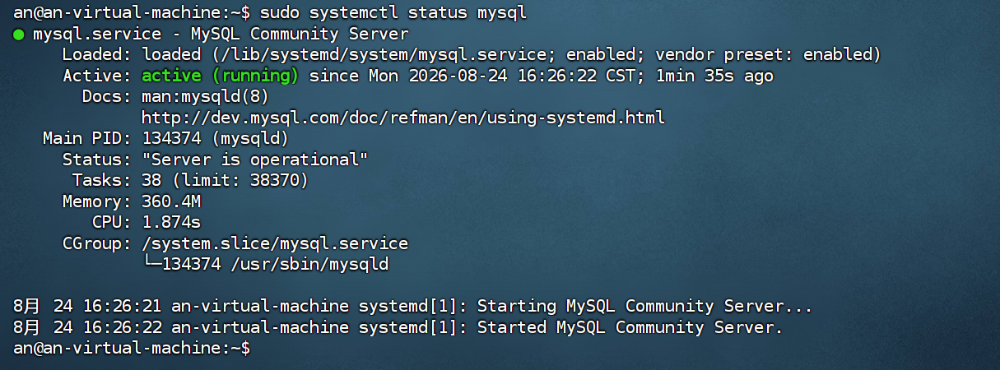 an@an-virtual-machine:~$ sudo systemctl status mysql
● mysql.service - MySQL Community Server
     Loaded: loaded (/lib/systemd/system/mysql.service; enabled; vendor preset: enabled)
     Active: active (running) since Mon 2026-08-24 16:26:22 CST; 1min 35s ago
       Docs: man:mysqld(8)
             http://dev.mysql.com/doc/refman/en/using-systemd.html
   Main PID: 134374 (mysqld)
     Status: "Server is operational"
      Tasks: 38 (limit: 38370)
     Memory: 360.4M
        CPU: 1.874s
     CGroup: /system.slice/mysql.service
             └─134374 /usr/sbin/mysqld
8月 24 16:26:21 an-virtual-machine systemd[1]: Starting MySQL Community Server...
8月 24 16:26:22 an-virtual-machine systemd[1]: Started MySQL Community Server.
an@an-virtual-machine:~$